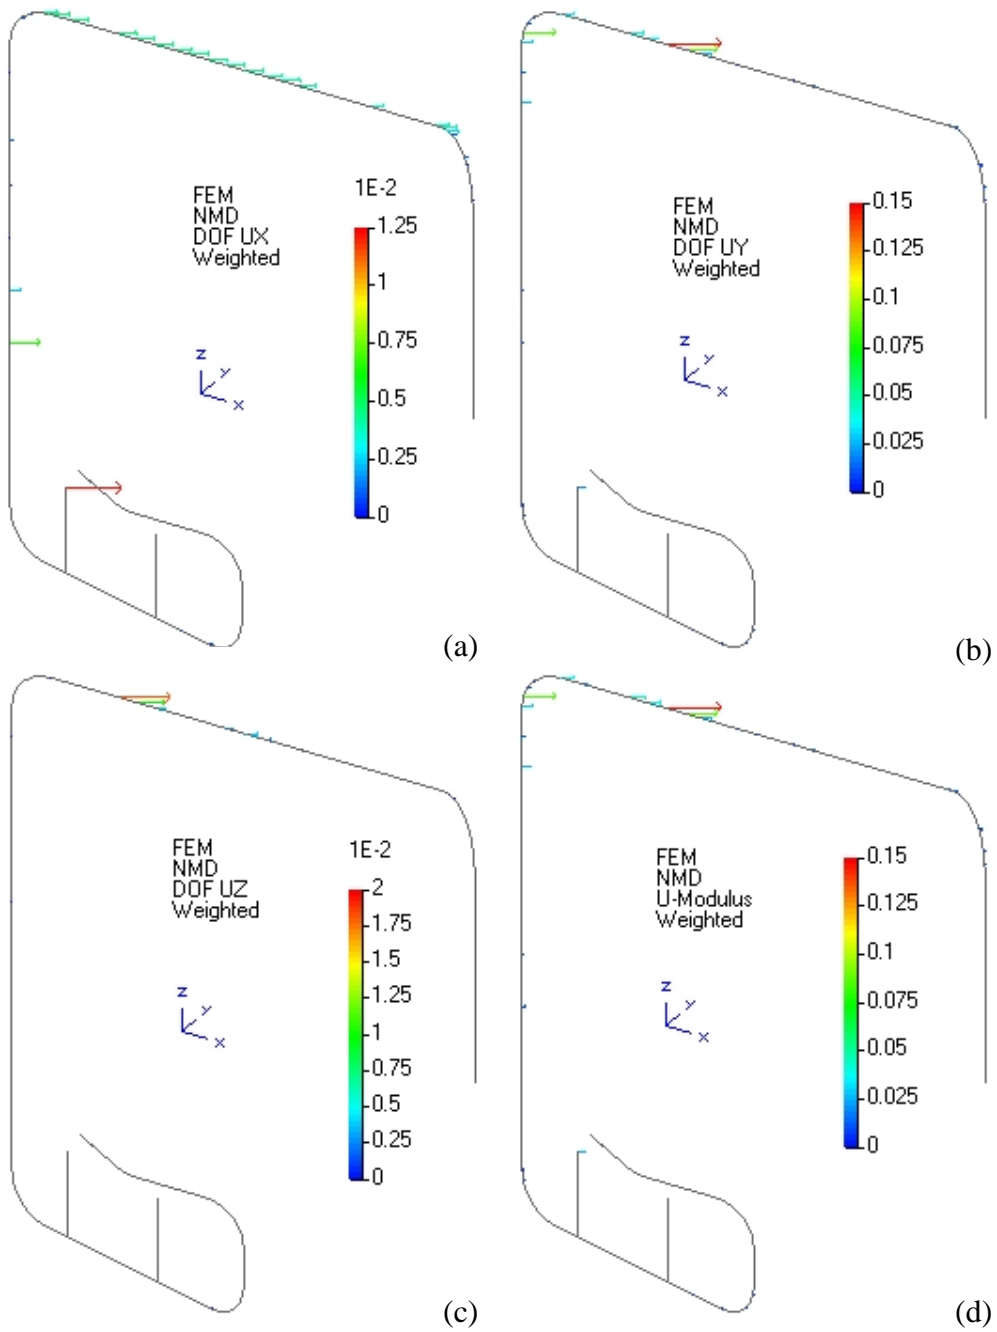 FEM
NMD
DOF UX
Weighted
1E-2
1.25
1
0.75
0.5
0.25
0
Z
Y
X
(a)
FEM
NMD
DOF UY
Weighted
0.15
0.125
0.1
0.075
0.05
0.025
0
Z
Y
X
(b)
FEM
NMD
DOF UZ
Weighted
1E-2
2
1.75
1.5
1.25
1
0.75
0.5
0.25
0
Z
Y
X
(c)
FEM
NMD
U-Modulus
Weighted
0.15
0.125
0.1
0.075
0.05
0.025
0
Z
Y
X
(d)